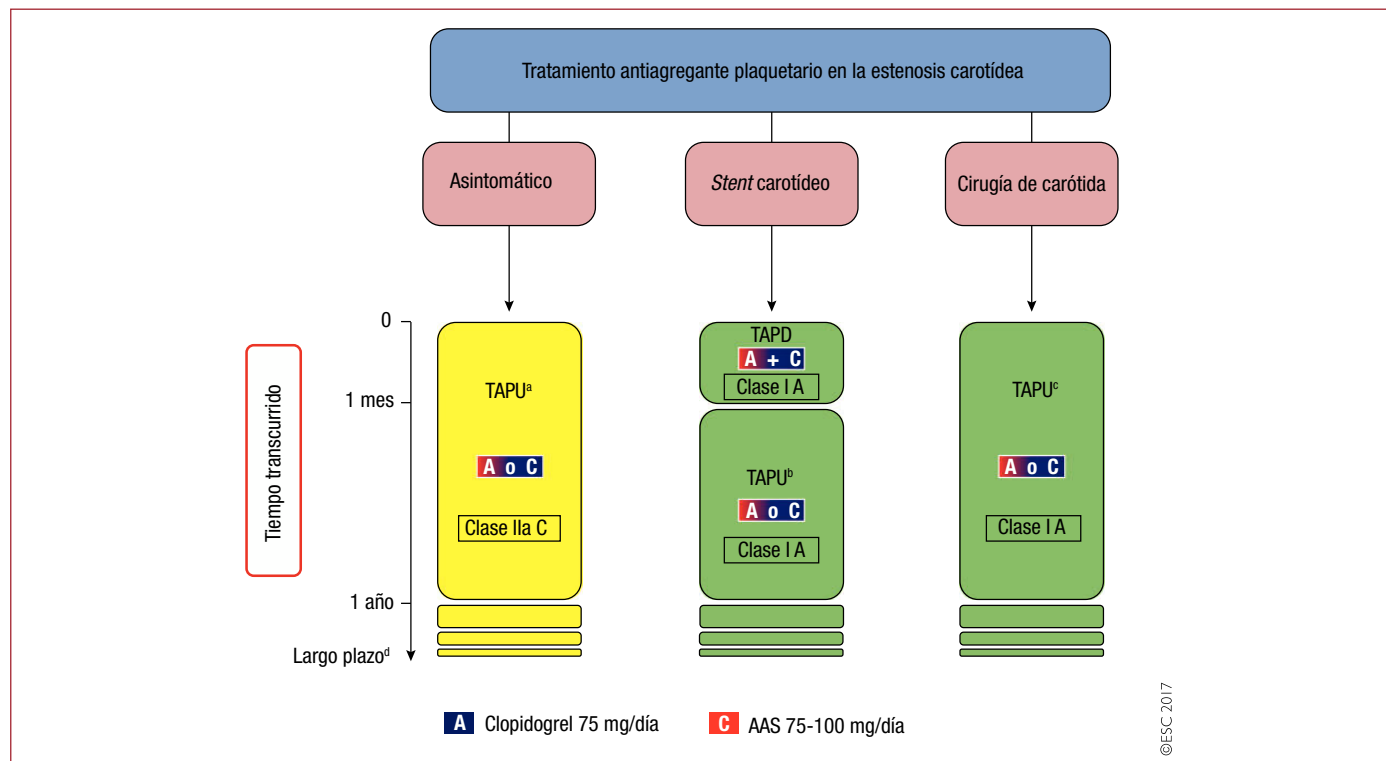 Tratamiento antiagregante plaquetario en la estenosis carotídea
Asintomático
Stent carotídeo
Cirugía de carótida
Tiempo transcurrido
0
1 mes
1 año
Largo plazoᵈ
TAPUᵃ
A o C
Clase IIa C
TAPD
A + C
Clase I A
TAPUᵇ
A o C
Clase I A
TAPUᶜ
A o C
Clase I A
A Clopidogrel 75 mg/día
C AAS 75-100 mg/día
©ESC 2017